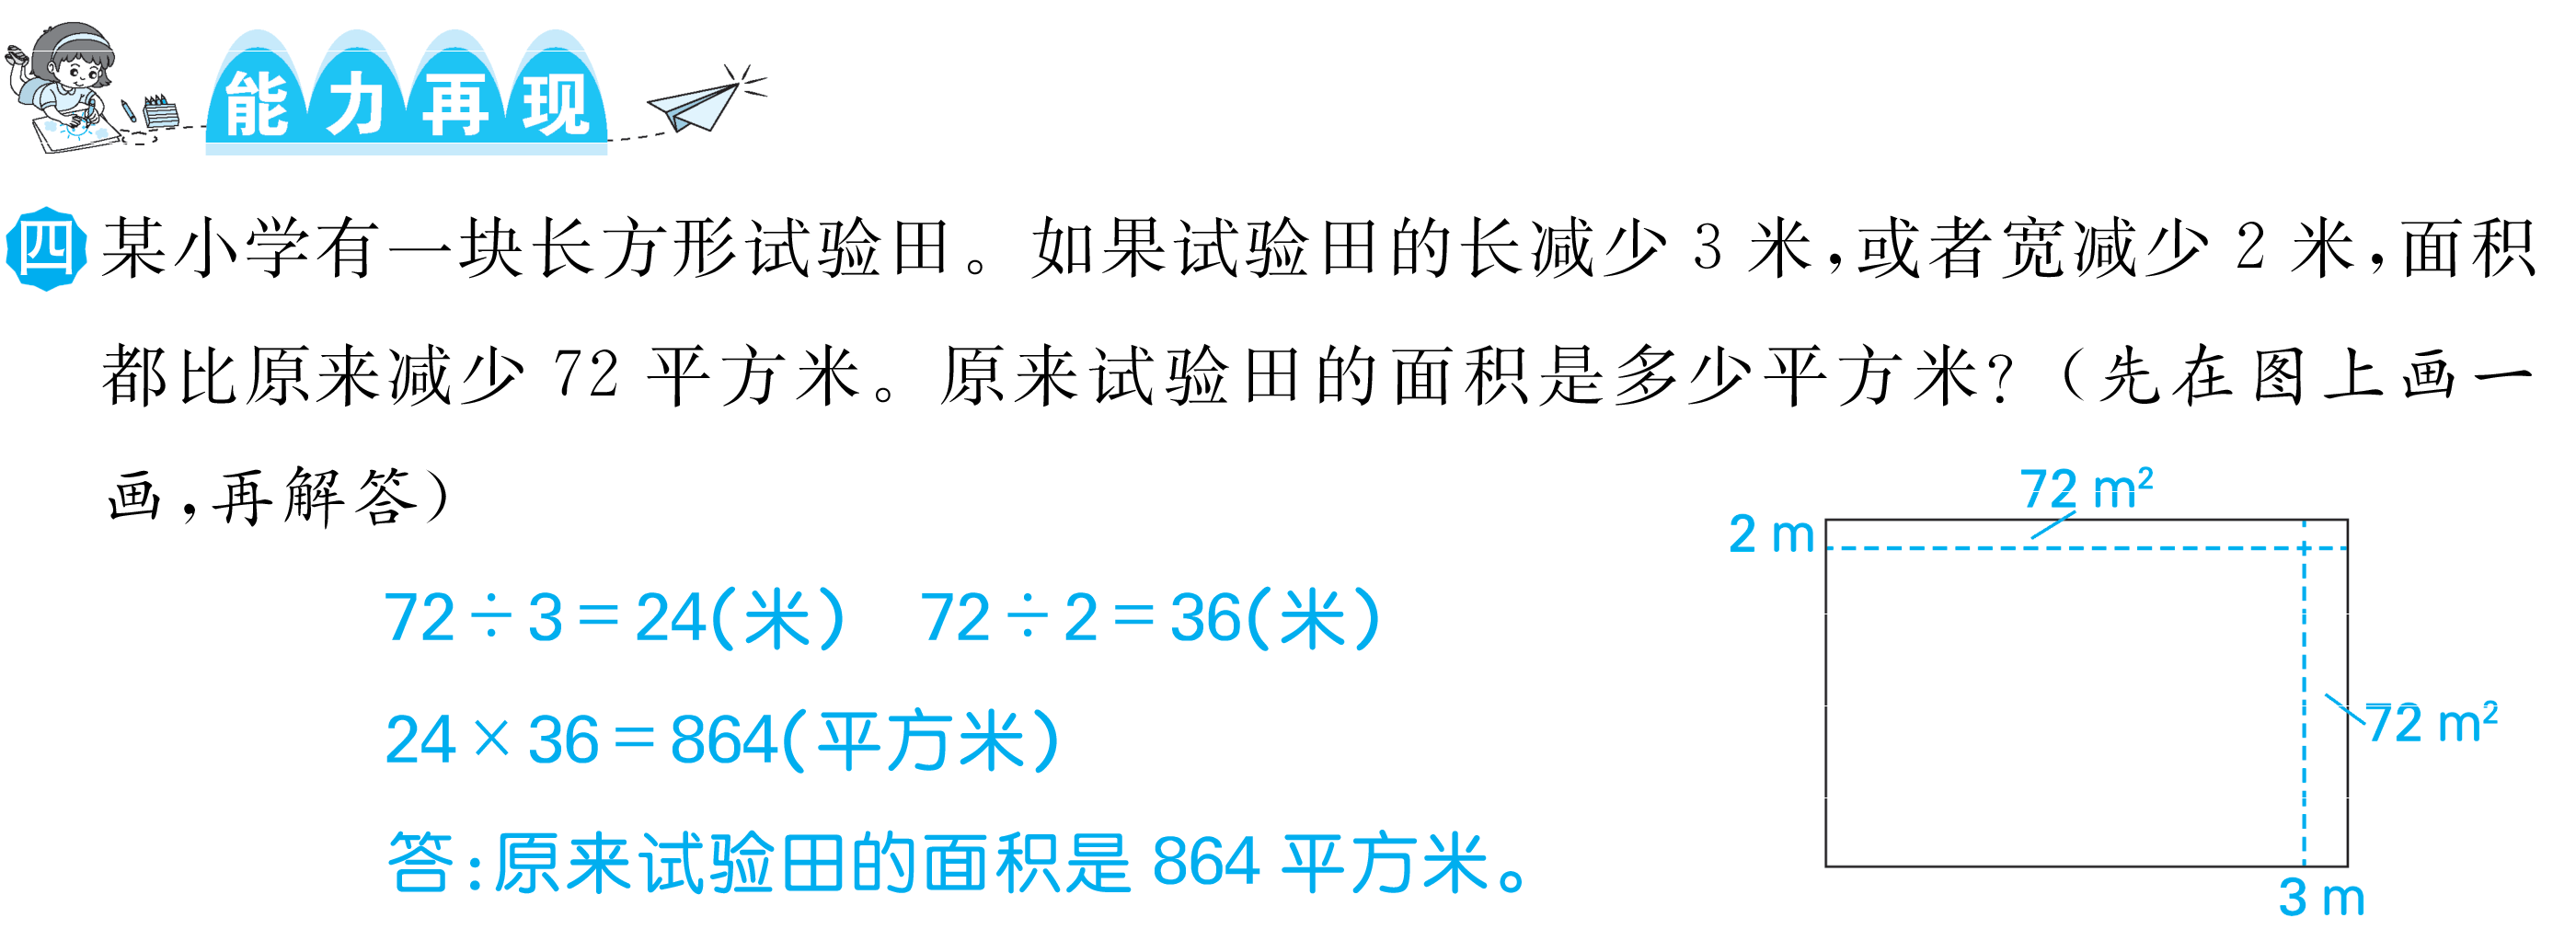 能力再现
四 某小学有一块长方形试验田。如果试验田的长减少 3 米,或者宽减少 2 米,面积
都比原来减少 72 平方米。原来试验田的面积是多少平方米?(先在图上画一
画,再解答)
72 m²
2 m
72÷3=24(米) 72÷2=36(米)
72 m²
24×36=864(平方米)
答:原来试验田的面积是 864 平方米。
3 m